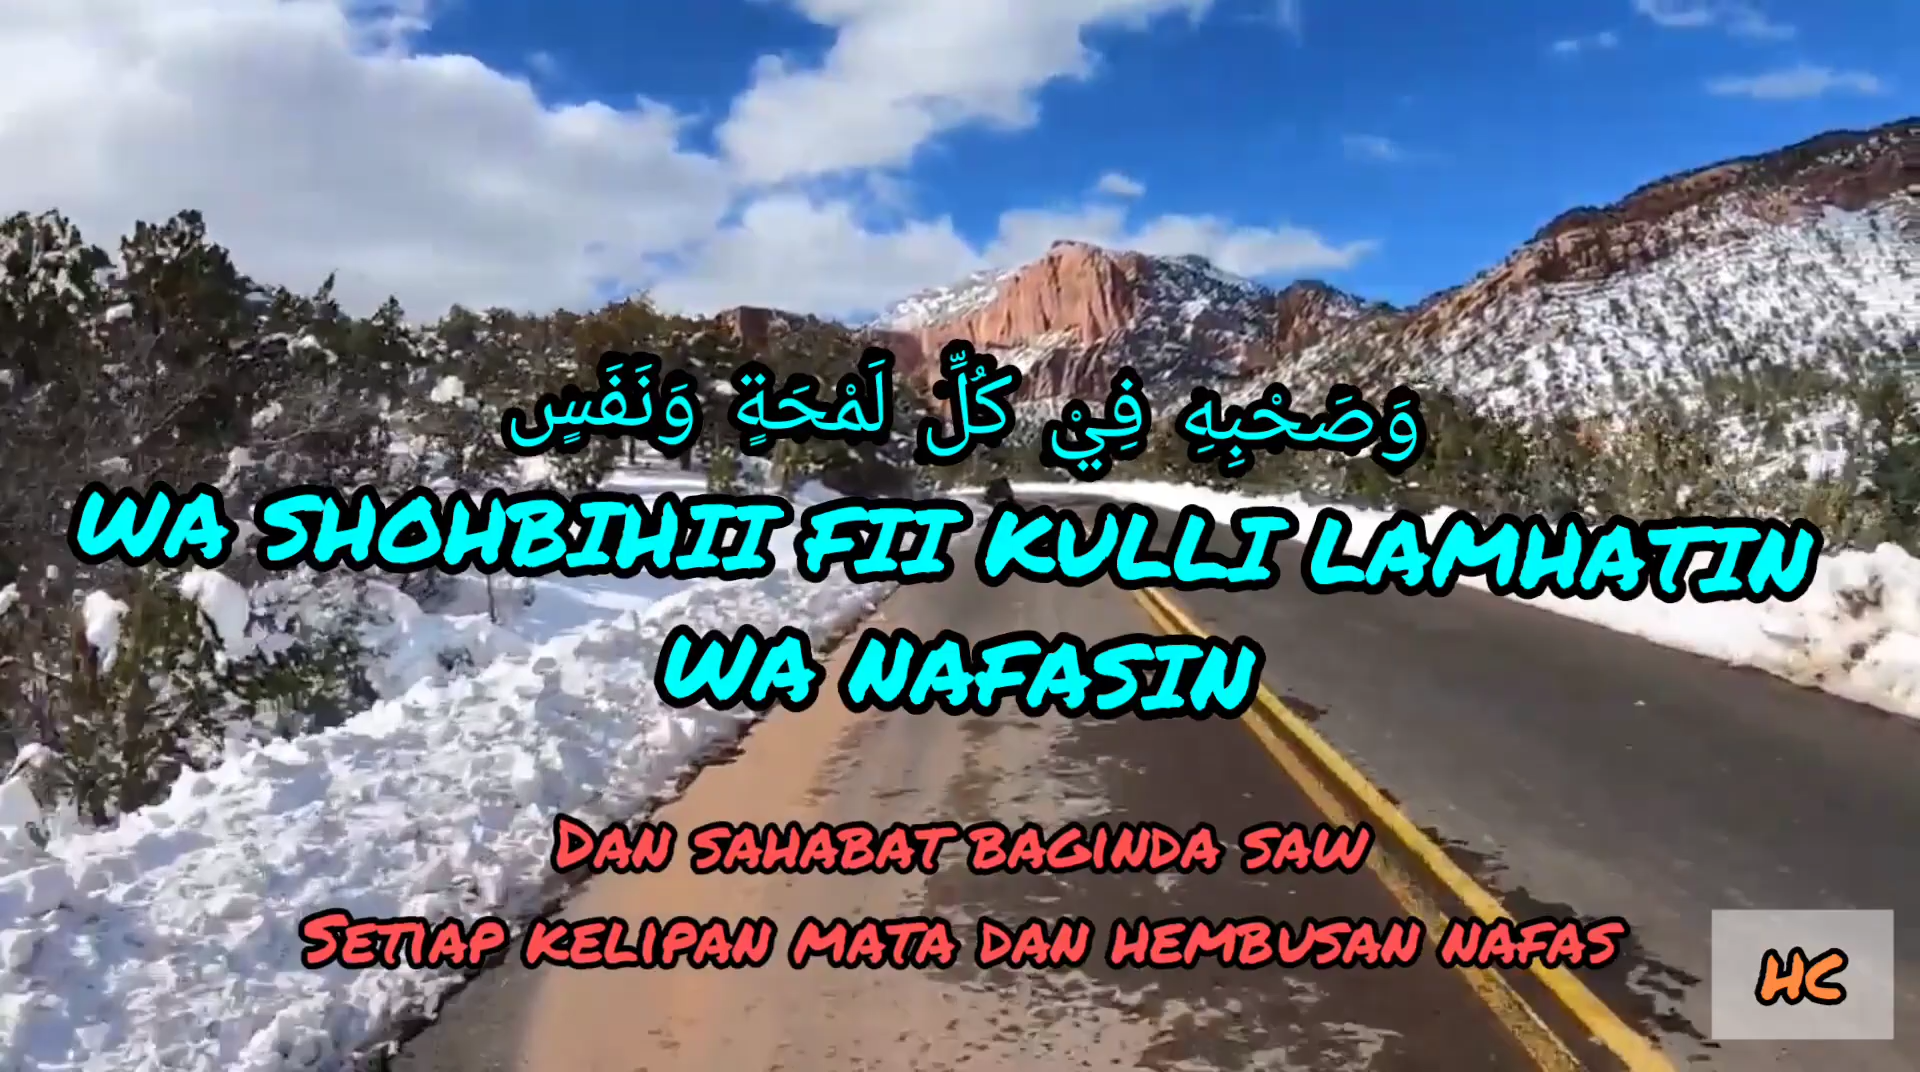 وَصَحْبِهِ فِيْ كُلِّ لَمْحَةٍ وَنَفَسٍ
WA SHOHBIHII FII KULLI LAMHATIN
WA NAFASIN
DAN SAHABAT BAGINDA SAW
SETIAP KELIPAN MATA DAN HEMBUSAN NAFAS
HC